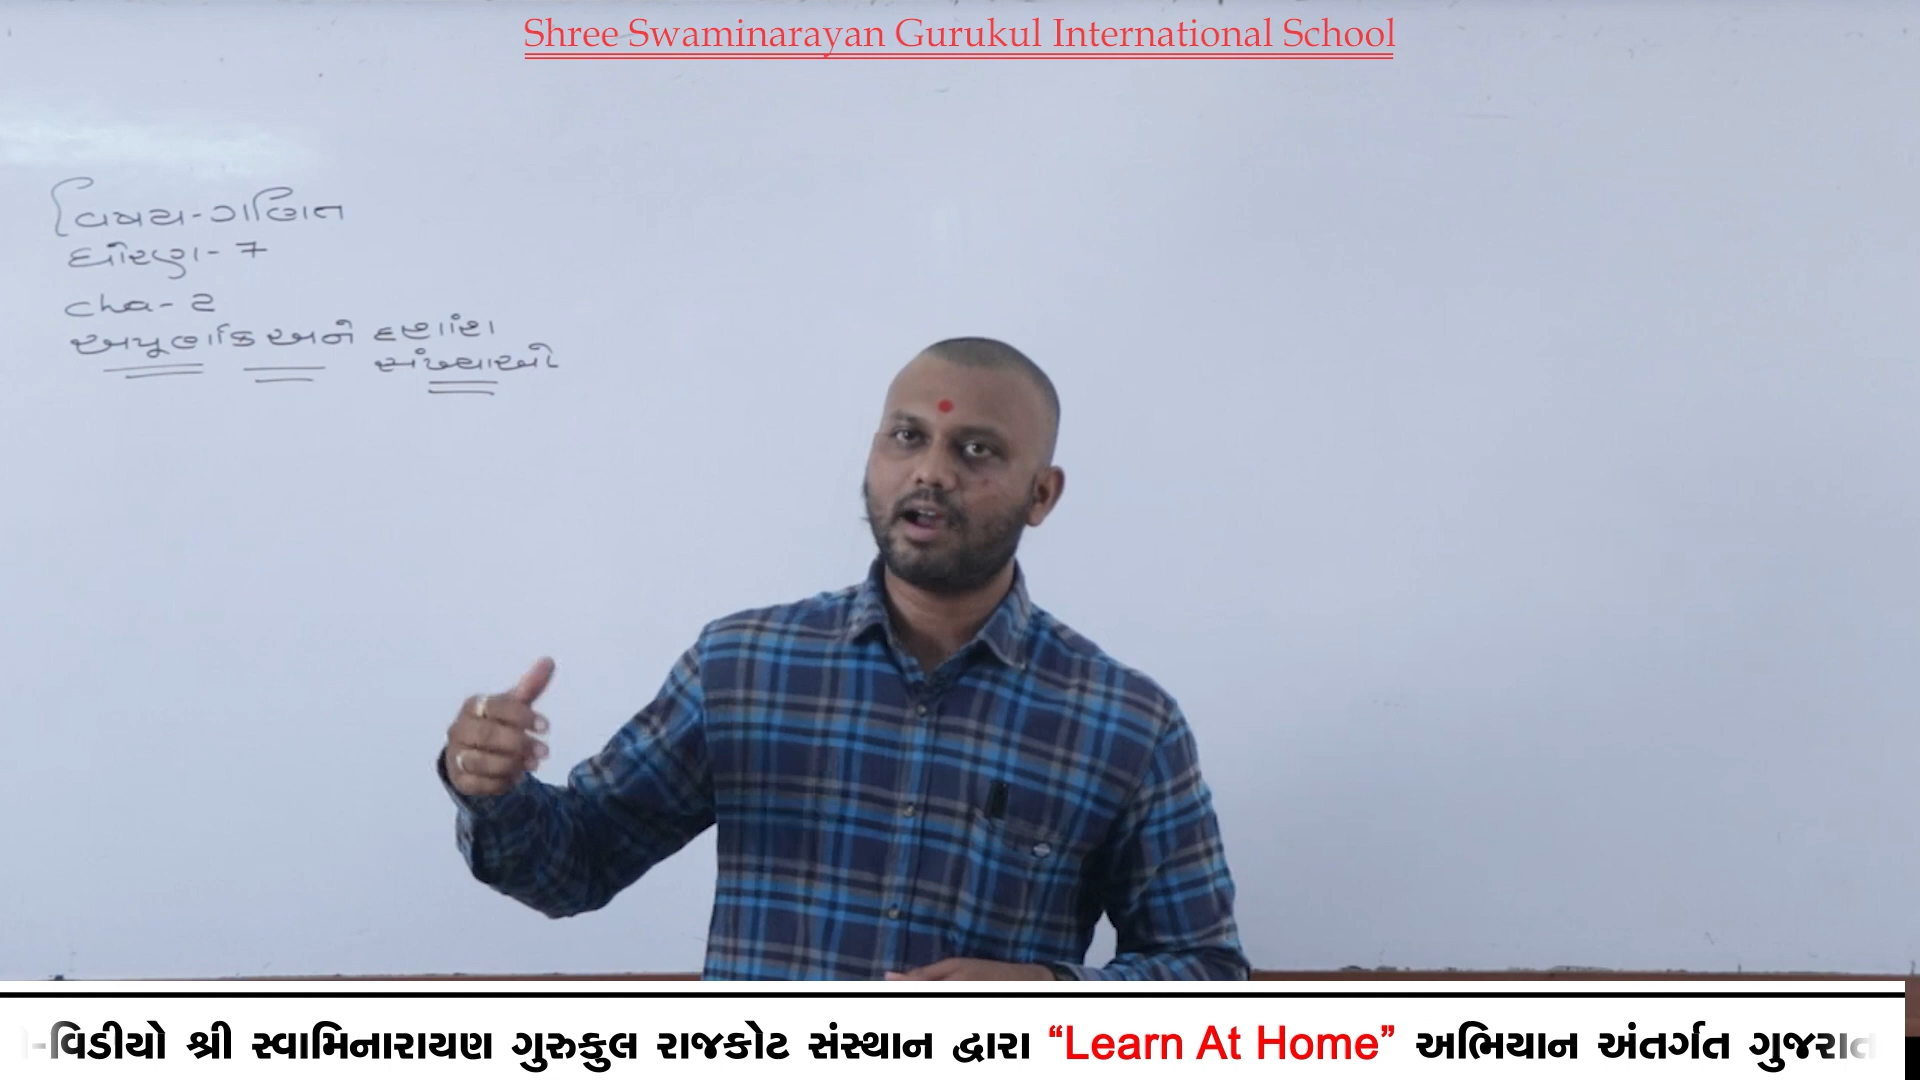 Shree Swaminarayan Gurukul International School
વિષય-ગણિત
ધોરણ-7
cha-2
અપૂર્ણાંક અને દશાંશ
સંખ્યાઓ
-વિડીયો શ્રી સ્વામિનારાયણ ગુરુકુલ રાજકોટ સંસ્થાન દ્વારા “Learn At Home” અભિયાન અંતર્ગત ગુજરાત